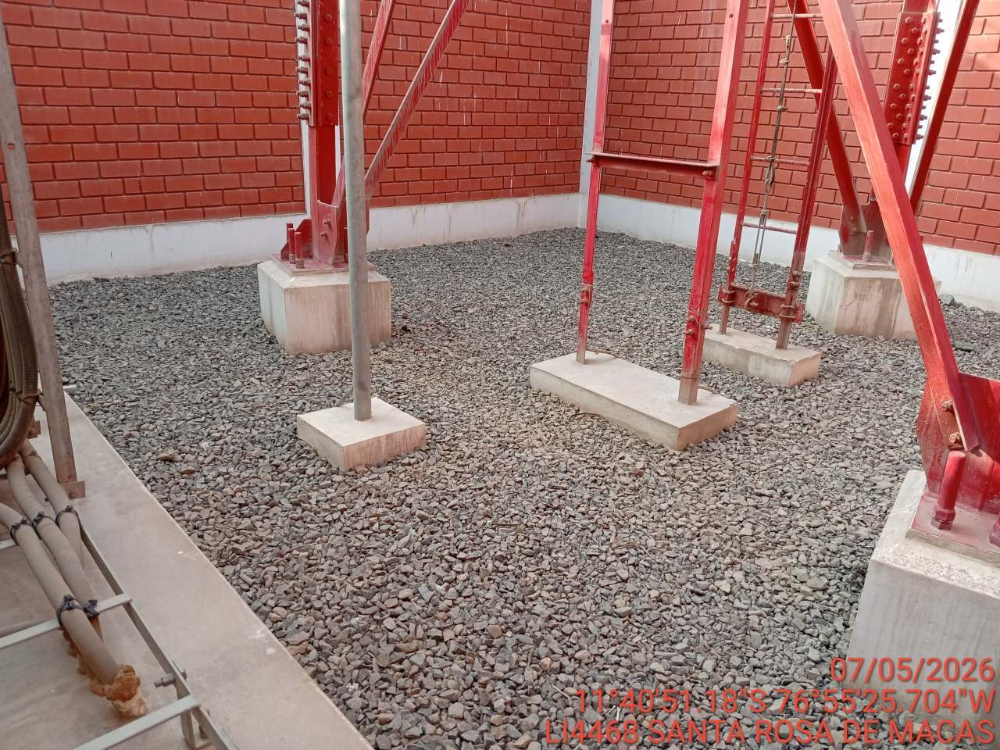 07/05/2026
11°40'51.18"S 76°55'25.704"W
LI4468 SANTA ROSA DE MACAS